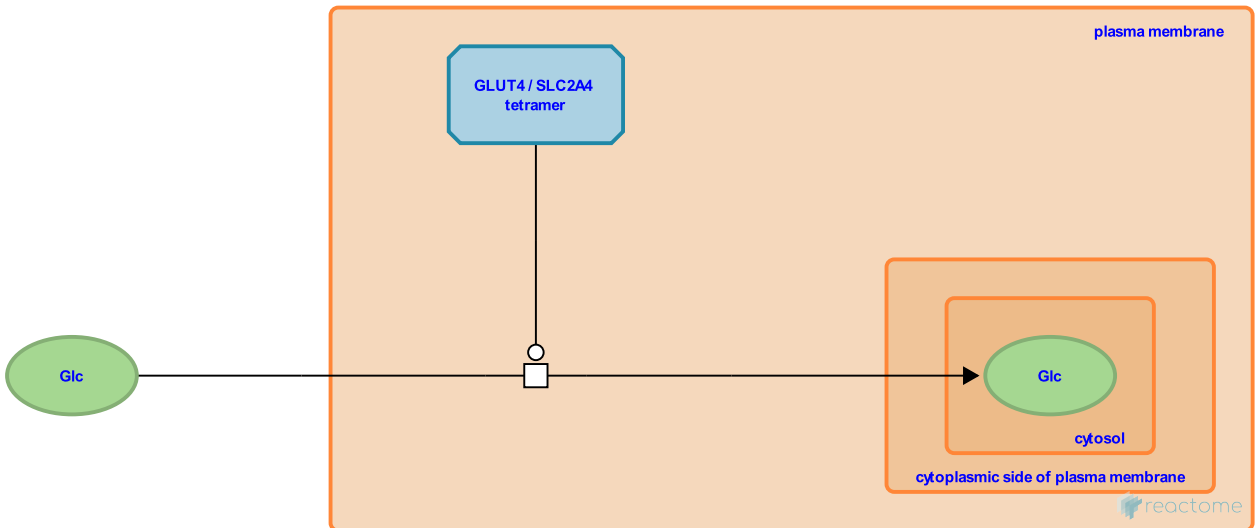 plasma membrane
GLUT4 / SLC2A4
tetramer
Glc
Glc
cytosol
cytoplasmic side of plasma membrane
reactome